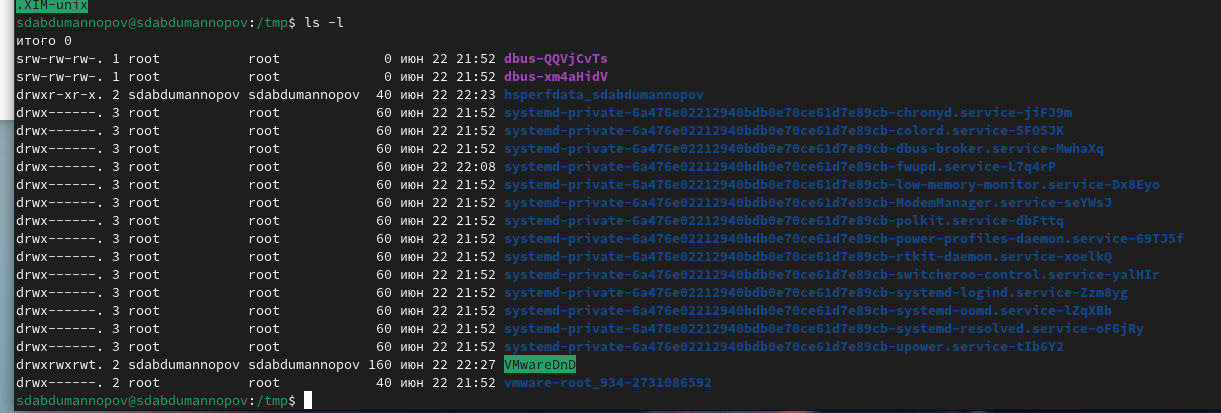 .XIM-unix
sdabdumannopov@sdabdumannopov:/tmp$ ls -l
итого 0
srw-rw-rw-. 1 root           root             0 июн 22 21:52 dbus-QQVjCvTs
srw-rw-rw-. 1 root           root             0 июн 22 21:52 dbus-xm4aHidV
drwxr-xr-x. 2 sdabdumannopov sdabdumannopov  40 июн 22 22:23 hsperfdata_sdabdumannopov
drwx------. 3 root           root            60 июн 22 21:52 systemd-private-6a476e02212940bdb0e70ce61d7e89cb-chronyd.service-jiFJ9m
drwx------. 3 root           root            60 июн 22 21:52 systemd-private-6a476e02212940bdb0e70ce61d7e89cb-colord.service-5FO5JK
drwx------. 3 root           root            60 июн 22 21:52 systemd-private-6a476e02212940bdb0e70ce61d7e89cb-dbus-broker.service-MwhaXq
drwx------. 3 root           root            60 июн 22 22:08 systemd-private-6a476e02212940bdb0e70ce61d7e89cb-fwupd.service-L7q4rP
drwx------. 3 root           root            60 июн 22 21:52 systemd-private-6a476e02212940bdb0e70ce61d7e89cb-low-memory-monitor.service-Dx8Eyo
drwx------. 3 root           root            60 июн 22 21:52 systemd-private-6a476e02212940bdb0e70ce61d7e89cb-ModemManager.service-seYWsJ
drwx------. 3 root           root            60 июн 22 21:52 systemd-private-6a476e02212940bdb0e70ce61d7e89cb-polkit.service-dbFttq
drwx------. 3 root           root            60 июн 22 21:52 systemd-private-6a476e02212940bdb0e70ce61d7e89cb-power-profiles-daemon.service-69TJ5f
drwx------. 3 root           root            60 июн 22 21:52 systemd-private-6a476e02212940bdb0e70ce61d7e89cb-rtkit-daemon.service-xoelkQ
drwx------. 3 root           root            60 июн 22 21:52 systemd-private-6a476e02212940bdb0e70ce61d7e89cb-switcheroo-control.service-yalHIr
drwx------. 3 root           root            60 июн 22 21:52 systemd-private-6a476e02212940bdb0e70ce61d7e89cb-systemd-logind.service-Zzm8yg
drwx------. 3 root           root            60 июн 22 21:52 systemd-private-6a476e02212940bdb0e70ce61d7e89cb-systemd-oomd.service-lZqXBb
drwx------. 3 root           root            60 июн 22 21:52 systemd-private-6a476e02212940bdb0e70ce61d7e89cb-systemd-resolved.service-oF6jRy
drwx------. 3 root           root            60 июн 22 21:52 systemd-private-6a476e02212940bdb0e70ce61d7e89cb-upower.service-tIb6Y2
drwxrwxrwt. 2 sdabdumannopov sdabdumannopov 160 июн 22 22:27 VMwareDnD
drwx------. 2 root           root            40 июн 22 21:52 vmware-root_934-2731086592
sdabdumannopov@sdabdumannopov:/tmp$